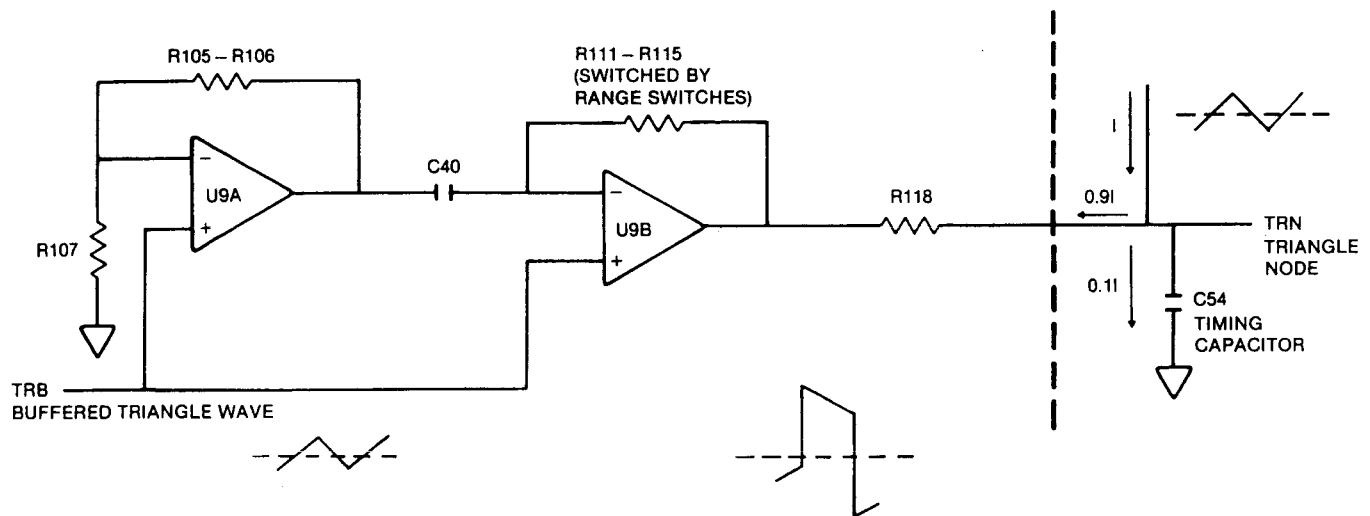 R105 – R106
R111 – R115
(SWITCHED BY
RANGE SWITCHES)
I
–
U9A
+
C40
–
U9B
+
R118
0.9I
TRN
TRIANGLE
NODE
R107
0.1I
C54
TIMING
CAPACITOR
TRB
BUFFERED TRIANGLE WAVE